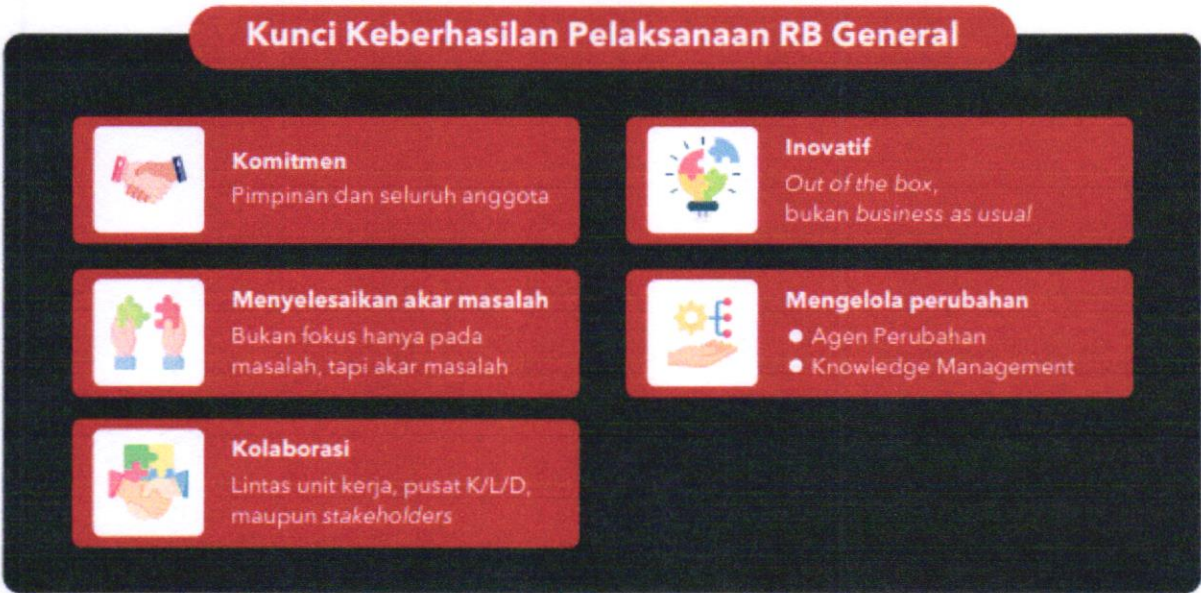 Kunci Keberhasilan Pelaksanaan RB General
Komitmen
Pimpinan dan seluruh anggota
Inovatif
Out of the box,
bukan business as usual
Menyelesaikan akar masalah
Bukan fokus hanya pada
masalah, tapi akar masalah
Mengelola perubahan
● Agen Perubahan
● Knowledge Management
Kolaborasi
Lintas unit kerja, pusat K/L/D,
maupun stakeholders